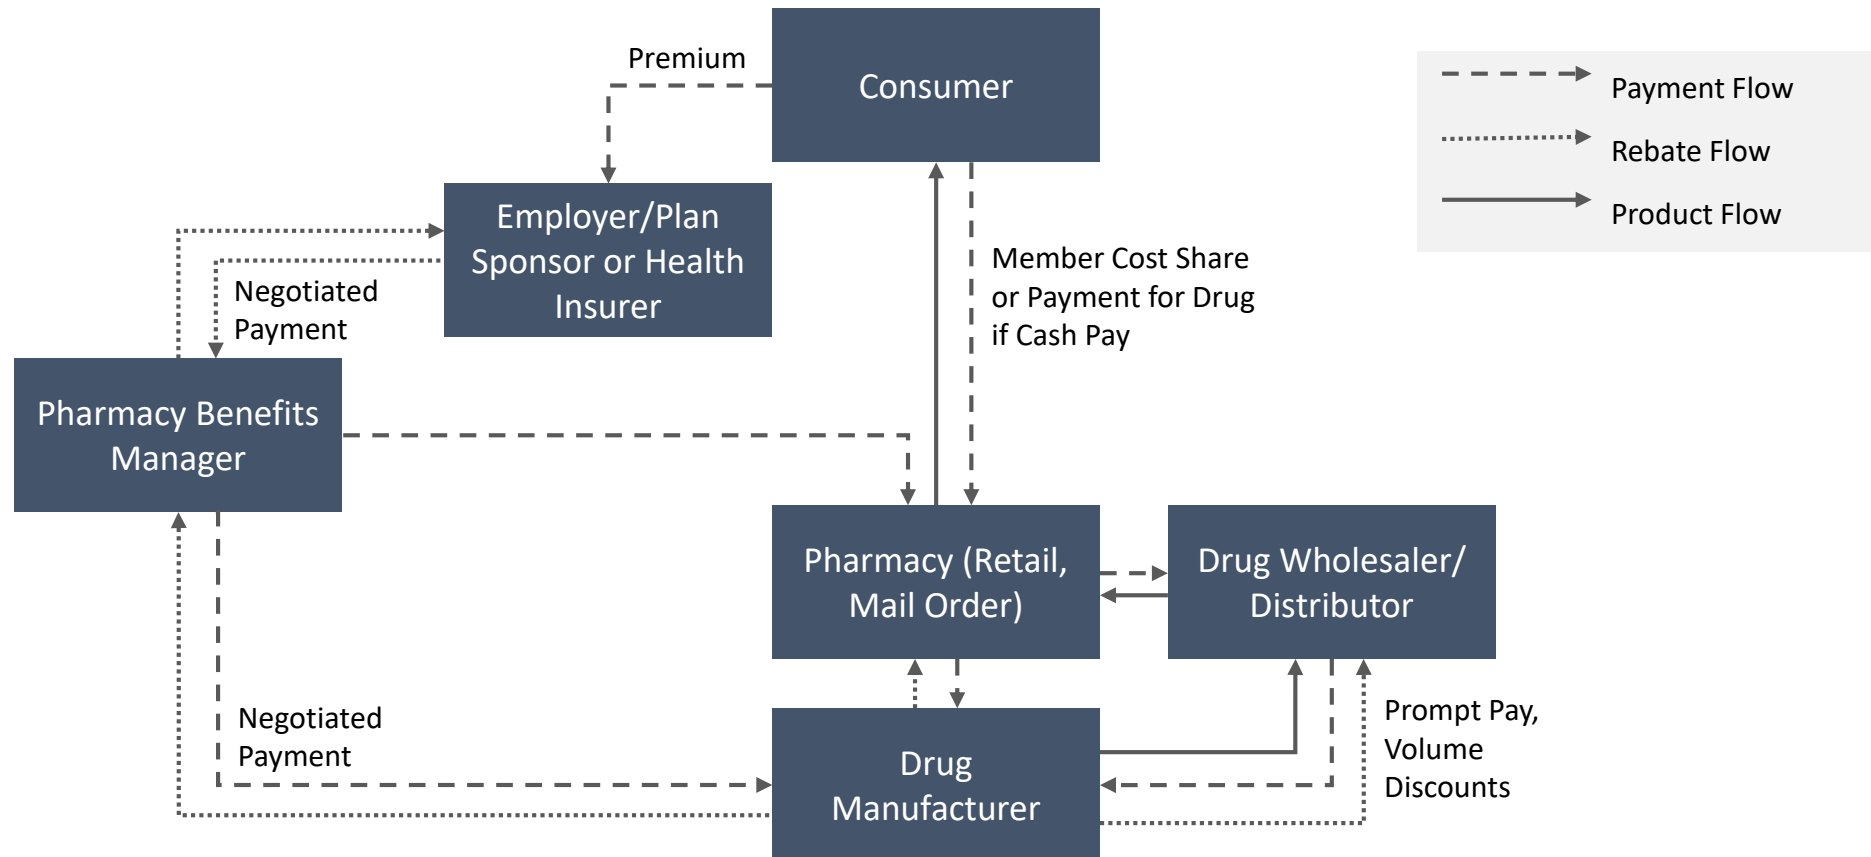 Premium
Consumer
Payment Flow
Rebate Flow
Product Flow
Employer/Plan
Sponsor or Health
Insurer
Negotiated
Payment
Member Cost Share
or Payment for Drug
if Cash Pay
Pharmacy Benefits
Manager
Pharmacy (Retail,
Mail Order)
Drug Wholesaler/
Distributor
Negotiated
Payment
Drug
Manufacturer
Prompt Pay,
Volume
Discounts